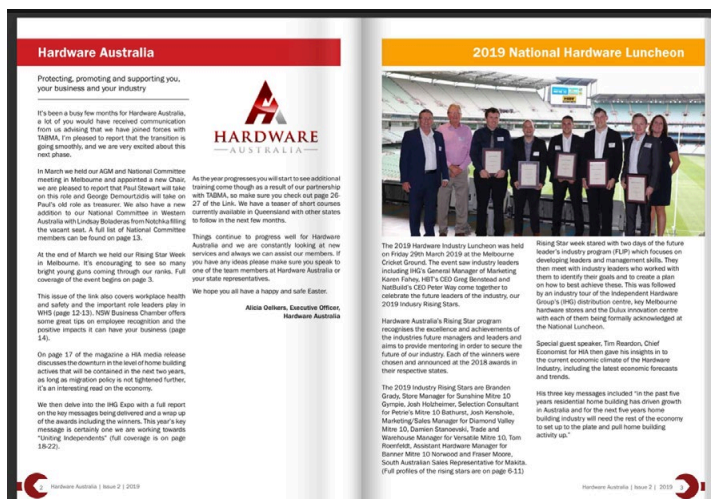 Hardware Australia
Protecting, promoting and supporting you,
your business and your industry
It's been a busy few months for Hardware Australia,
a lot of you would have received communication
from us advising that we have joined forces with
TABMA, I'm pleased to report that the transition is
going smoothly, and we are very excited about this
next phase.
In March we held our AGM and National Committee
meeting in Melbourne and appointed a new Chair,
we are pleased to report that Paul Stewart will take
on this role and George Demourtzidis will take on
Paul's old role as treasurer. We also have a new
addition to our National Committee in Western
Australia with Lindsay Boladeras from Notchka filling
the vacant seat. A full list of National Committee
members can be found on page 13.
At the end of March we held our Rising Star Week
in Melbourne. It's encouraging to see so many
bright young guns coming through our ranks. Full
coverage of the event begins on page 3.
This issue of the link also covers workplace health
and safety and the important role leaders play in
WHS (page 12-13). NSW Business Chamber offers
some great tips on employee recognition and the
positive impacts it can have your business (page
14).
On page 17 of the magazine a HIA media release
discusses the downturn in the level of home building
actives that will be contained in the next two years,
as long as migration policy is not tightened further,
it's an interesting read on the economy.
We then delve into the IHG Expo with a full report
on the key messages being delivered and a wrap up
of the awards including the winners. This year's key
message is certainly one we are working towards
"Uniting Independents" (full coverage is on page
18-22).
HARDWARE
AUSTRALIA
As the year progresses you will start to see additional
training come though as a result of our partnership
with TABMA, so make sure you check out page 26-
27 of the Link. We have a teaser of short courses
currently available in Queensland with other states
to follow in the next few months.
Things continue to progress well for Hardware
Australia and we are constantly looking at new
services and always we can assist our members. If
you have any ideas please make sure you speak to
one of the team members at Hardware Australia or
your state representatives.
We hope you all have a happy and safe Easter.
Alicia Oelkers, Executive Officer,
Hardware Australia
2 Hardware Australia | Issue 2 | 2019
2019 National Hardware Luncheon
The 2019 Hardware Industry Luncheon was held
on Friday 29th March 2019 at the Melbourne
Cricket Ground. The event saw industry leaders
including IHG's General Manager of Marketing
Karen Fahey, HBT's CEO Greg Benstead and
NatBuild's CEO Peter Way come together to
celebrate the future leaders of the industry, our
2019 Industry Rising Stars.
Hardware Australia's Rising Star program
recognises the excellence and achievements of
the industries future managers and leaders and
aims to provide mentoring in order to secure the
future of our industry. Each of the winners were
chosen and announced at the 2018 awards in
their respective states.
The 2019 Industry Rising Stars are Branden
Grady, Store Manager for Sunshine Mitre 10
Gympie, Josh Holzheimer, Selection Consultant
for Petrie's Mitre 10 Bathurst, Josh Kenshole,
Marketing/Sales Manager for Diamond Valley
Mitre 10, Damien Stanoevski, Trade and
Warehouse Manager for Versatile Mitre 10, Tom
Roenfeldt, Assistant Hardware Manager for
Banner Mitre 10 Norwood and Fraser Moore,
South Australian Sales Representative for Makita.
(Full profiles of the rising stars are on page 6-11)
Rising Star week stared with two days of the future
leader's industry program (FLIP) which focuses on
developing leaders and management skills. They
then meet with industry leaders who worked with
them to identify their goals and to create a plan
on how to best achieve these. This was followed
by an industry tour of the Independent Hardware
Group's (IHG) distribution centre, key Melbourne
hardware stores and the Dulux innovation centre
with each of them being formally acknowledged at
the National Luncheon.
Special guest speaker, Tim Reardon, Chief
Economist for HIA then gave his insights in to
the current economic climate of the Hardware
Industry, including the latest economic forecasts
and trends.
His three key messages included "in the past five
years residential home building has driven growth
in Australia and for the next five years home
building industry will need the rest of the economy
to set up to the plate and pull home building
activity up."
Hardware Australia | Issue 2 | 2019 3